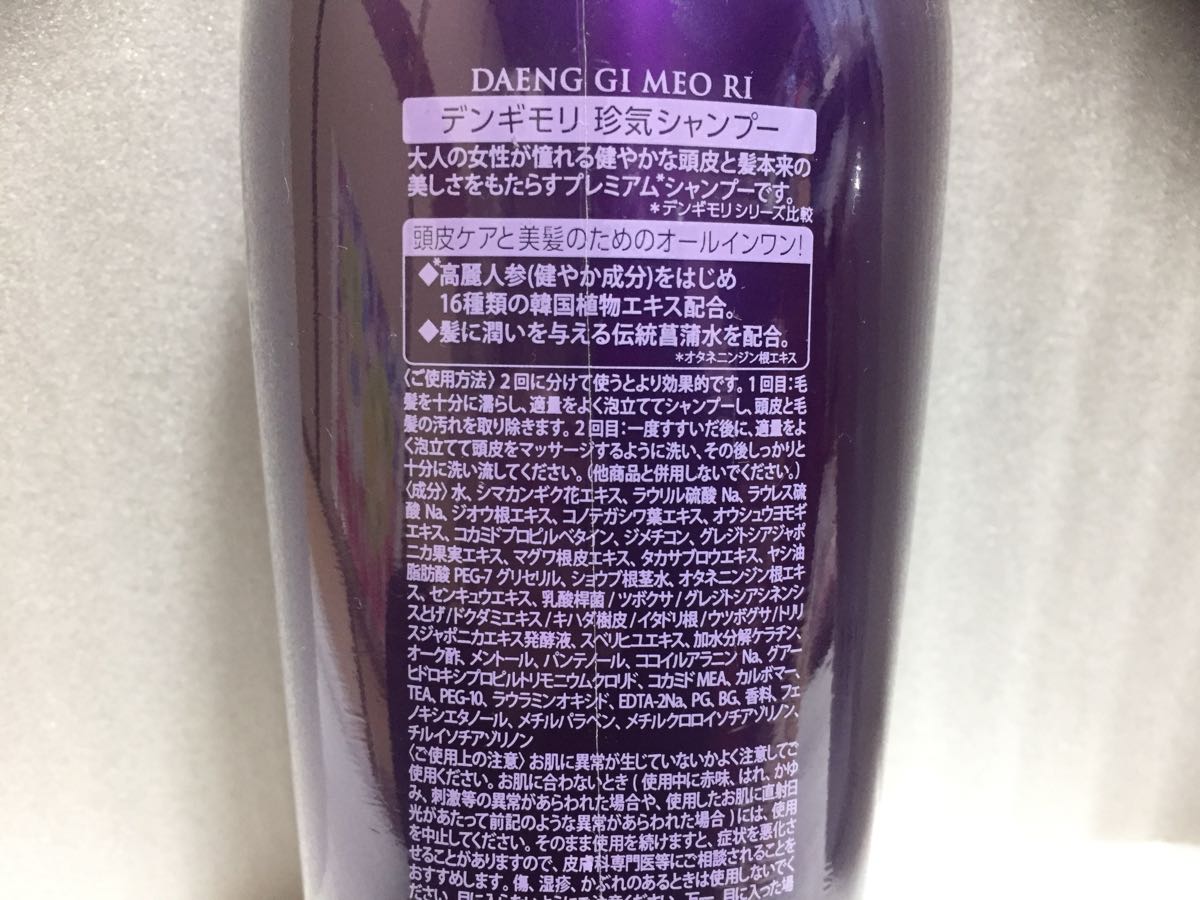 DAENG GI MEO RI
デンギモリ 珍気シャンプー
大人の女性が憧れる健やかな頭皮と髪本来の
美しさをもたらすプレミアム*シャンプーです。
*デンギモリシリーズ比較
頭皮ケアと美髪のためのオールインワン!
◆*高麗人参(健やか成分)をはじめ
16種類の韓国植物エキス配合。
◆髪に潤いを与える伝統菖蒲水を配合。
*オタネニンジン根エキス
〈ご使用方法〉2回に分けて使うとより効果的です。1回目:毛
髪を十分に濡らし、適量をよく泡立ててシャンプーし、頭皮と毛
髪の汚れを取り除きます。2回目:一度すすいだ後に、適量をよ
く泡立てて頭皮をマッサージするように洗い、その後しっかりと
十分に洗い流してください。(他商品と併用しないでください。)
〈成分〉水、シマカンギク花エキス、ラウリル硫酸Na、ラウレス硫
酸Na、ジオウ根エキス、コノテガシワ葉エキス、オウシュウヨモギ
エキス、コカミドプロピルベタイン、ジメチコン、グレジトシアジャポ
ニカ果実エキス、マグワ根皮エキス、タカサブロウエキス、ヤシ油
脂肪酸PEG-7グリセリル、ショウブ根茎水、オタネニンジン根エキ
ス、センキュウエキス、乳酸桿菌/ツボクサ/グレジトシアシネンシ
スとげ/ドクダミエキス/キハダ樹皮/イタドリ根/ウツボグサ/トリリ
スジャポニカエキス発酵液、スベリヒユエキス、加水分解ケラチン、
オーク酢、メントール、パンテノール、ココイルアラニンNa、グアー
ヒドロキシプロピルトリモニウムクロリド、コカミドMEA、カルボマー、
TEA、PEG-10、ラウラミンオキシド、EDTA-2Na、PG、BG、香料、フェ
ノキシエタノール、メチルパラベン、メチルクロロイソチアゾリノン、
チルイソチアゾリノン
〈ご使用上の注意〉お肌に異常が生じていないかよく注意してご
使用ください。お肌に合わないとき(使用中に赤味、はれ、かゆ
み、刺激等の異常があらわれた場合や、使用したお肌に直射日
光があたって前記のような異常があらわれた場合)には、使用
を中止してください。そのまま使用を続けますと、症状を悪化さ
せることがありますので、皮膚科専門医等にご相談されることを
おすすめします。傷、湿疹、かぶれのあるときは使用しないでく
ださい。目に入らないようにご注意ください。万一、目に入った場